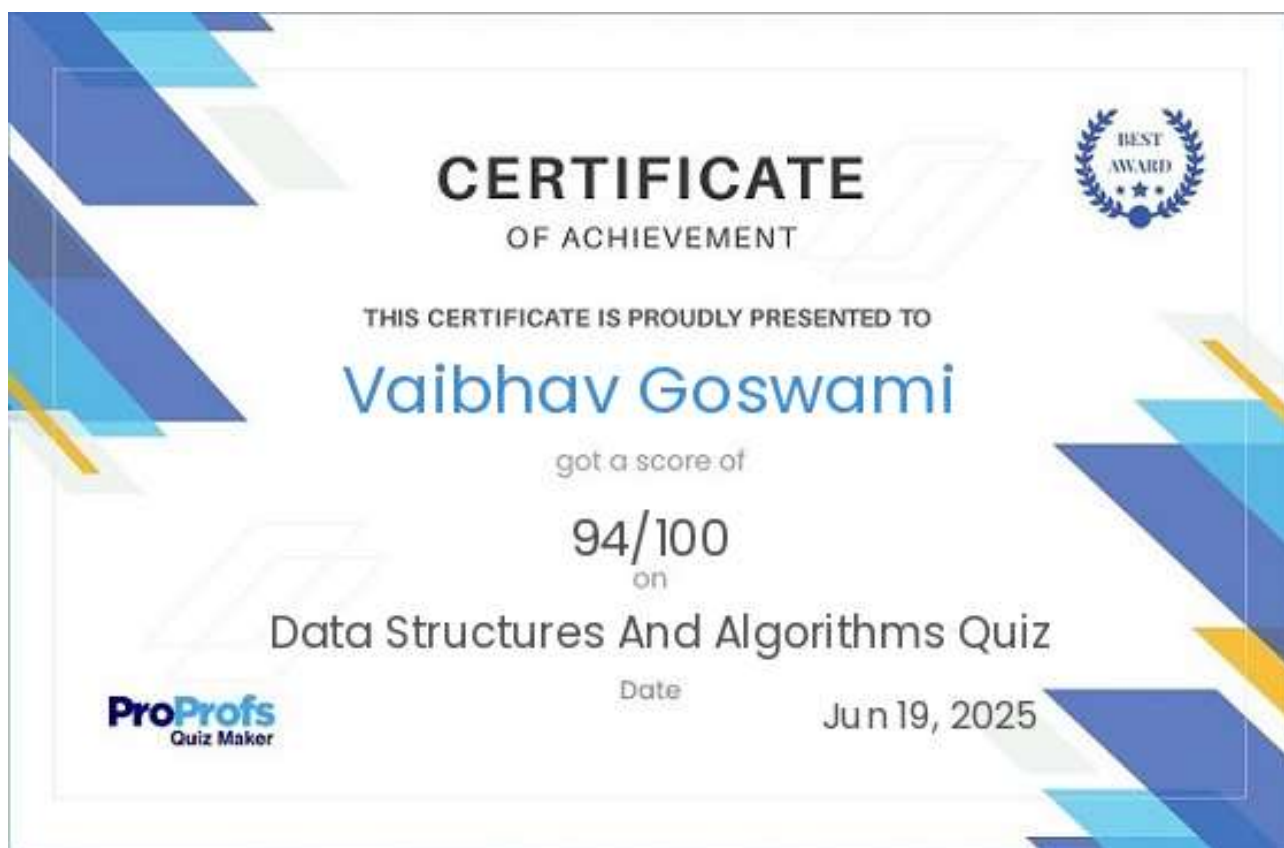 BEST
AWARD
CERTIFICATE
OF ACHIEVEMENT
THIS CERTIFICATE IS PROUDLY PRESENTED TO
Vaibhav Goswami
got a score of
94/100
on
Data Structures And Algorithms Quiz
Date
Jun 19, 2025
ProProfs
Quiz Maker